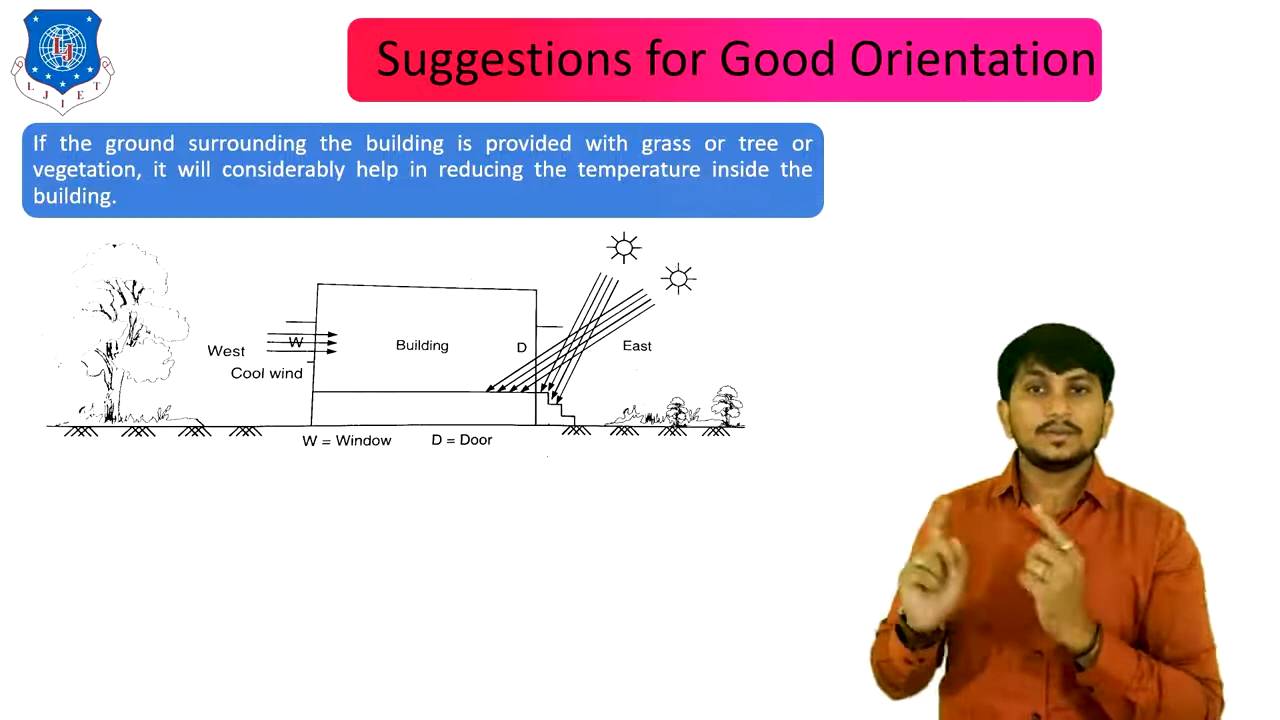 LJ
L J I E T
Suggestions for Good Orientation
If the ground surrounding the building is provided with grass or tree or
vegetation, it will considerably help in reducing the temperature inside the
building.
West
W
Cool wind
Building
D
East
W = Window D = Door